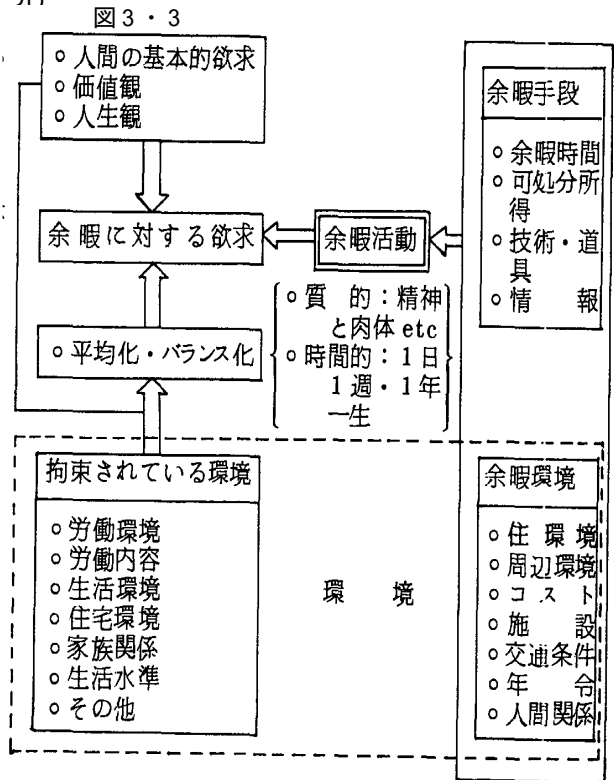 図3・3
○人間の基本的欲求
○価値観
○人生観
余暇に対する欲求
○平均化・バランス化
余暇活動
○質　的：精神
と肉体 etc
○時間的：1日
1週・1年
一生
余暇手段
○余暇時間
○可処分所
得
○技術・道
具
○情　報
拘束されている環境
○労働環境
○労働内容
○生活環境
○住宅環境
○家族関係
○生活水準
○その他
環　境
余暇環境
○住環境
○周辺環境
○コスト
○施　設
○交通条件
○年　令
○人間関係